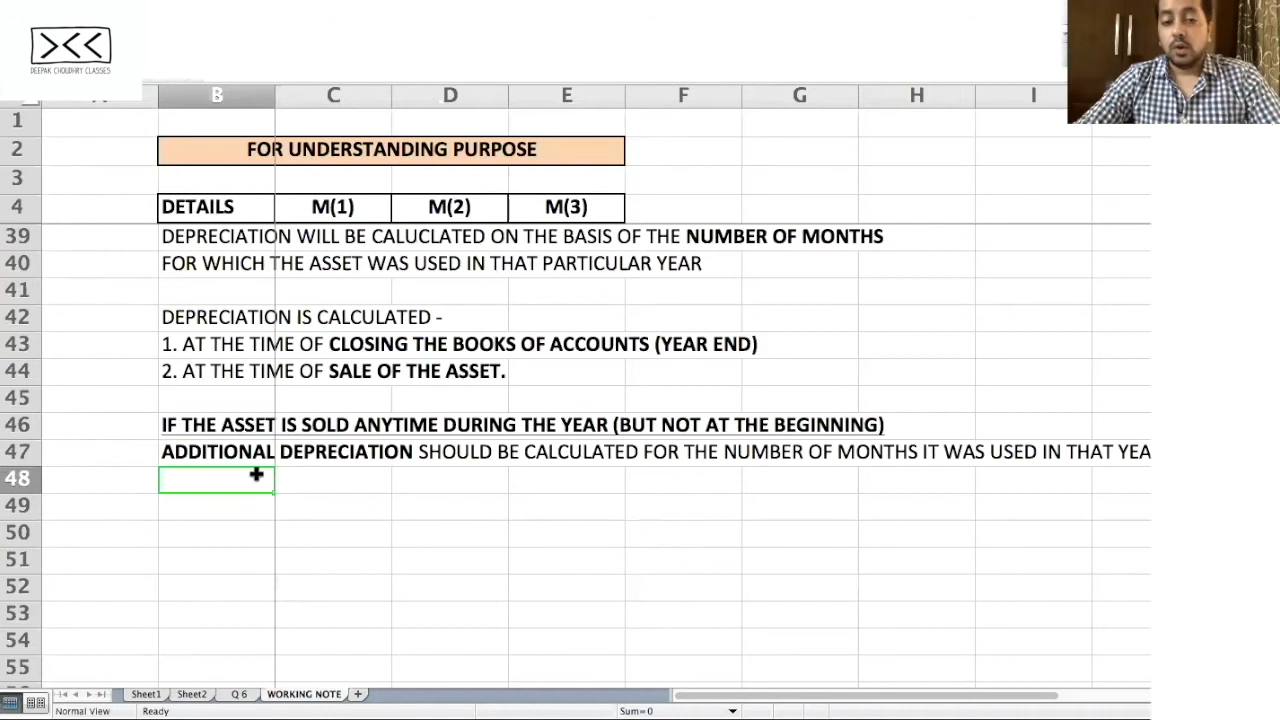 DEEPAK CHOUDHRY CLASSES
B C D E F G H I
1
2 FOR UNDERSTANDING PURPOSE
3
4 DETAILS M(1) M(2) M(3)
39 DEPRECIATION WILL BE CALUCLATED ON THE BASIS OF THE NUMBER OF MONTHS
40 FOR WHICH THE ASSET WAS USED IN THAT PARTICULAR YEAR
41
42 DEPRECIATION IS CALCULATED -
43 1. AT THE TIME OF CLOSING THE BOOKS OF ACCOUNTS (YEAR END)
44 2. AT THE TIME OF SALE OF THE ASSET.
45
46 IF THE ASSET IS SOLD ANYTIME DURING THE YEAR (BUT NOT AT THE BEGINNING)
47 ADDITIONAL DEPRECIATION SHOULD BE CALCULATED FOR THE NUMBER OF MONTHS IT WAS USED IN THAT YEA
48
49
50
51
52
53
54
55
Sheet1 Sheet2 Q 6 WORKING NOTE +
Normal View Ready Sum=0